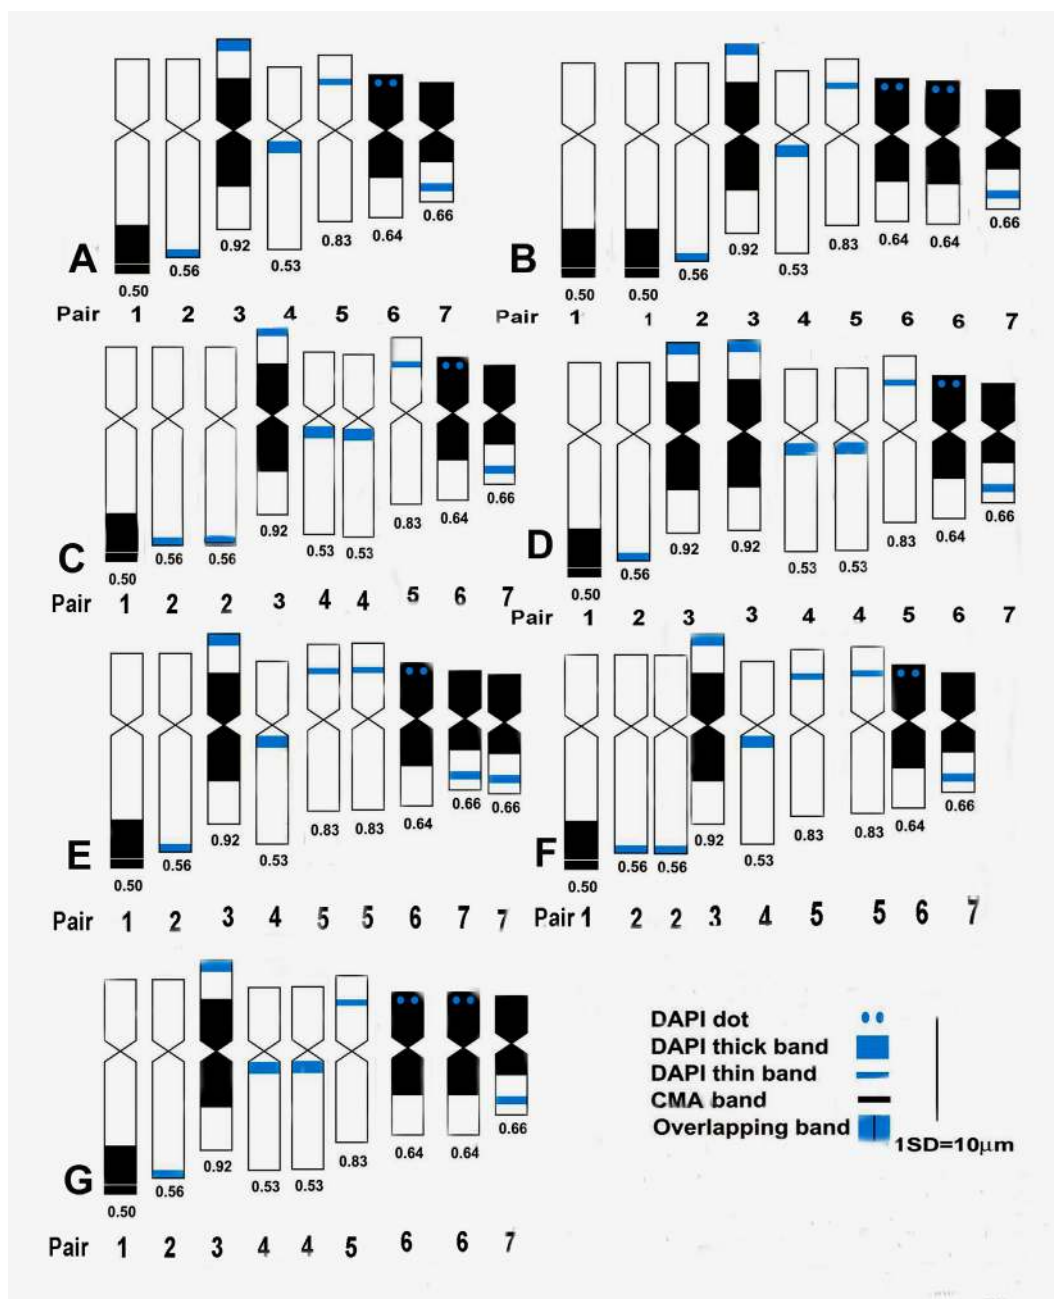 0.50 0.56 0.92 0.53 0.83 0.64 0.66
A
Pair 1 2 3 4 5 6 7
0.50 0.50 0.56 0.92 0.53 0.83 0.64 0.64 0.66
B
Pair 1 1 2 3 4 5 6 6 7
0.50 0.56 0.56 0.92 0.53 0.53 0.83 0.64 0.66
C
Pair 1 2 2 3 4 4 5 6 7
0.50 0.56 0.92 0.92 0.53 0.53 0.83 0.64 0.66
D
Pair 1 2 3 3 4 4 5 6 7
0.50 0.56 0.92 0.53 0.83 0.83 0.64 0.66 0.66
E
Pair 1 2 3 4 5 5 6 7 7
0.50 0.56 0.56 0.92 0.53 0.83 0.83 0.64 0.66
F
Pair 1 2 2 3 4 5 5 6 7
0.50 0.56 0.92 0.53 0.53 0.83 0.64 0.64 0.66
G
Pair 1 2 3 4 4 5 6 6 7
DAPI dot
DAPI thick band
DAPI thin band
CMA band
Overlapping band
1SD=10µm